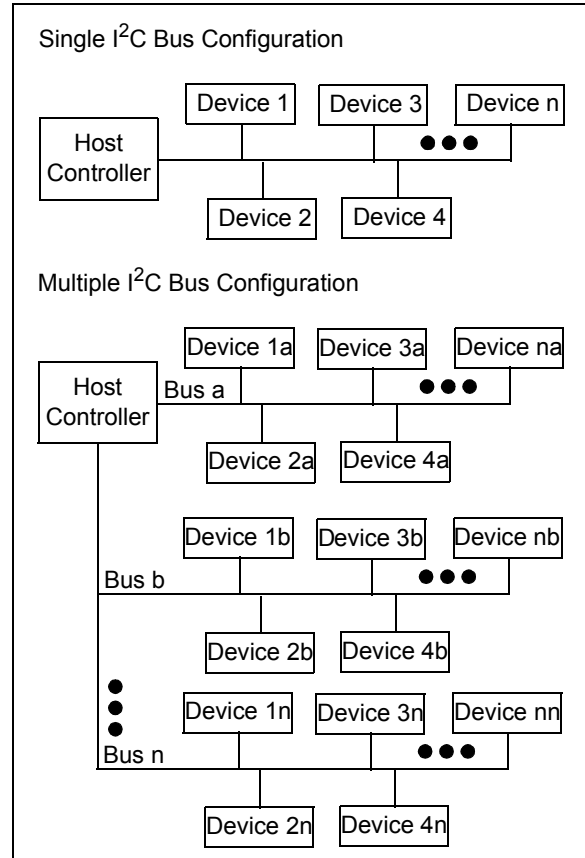 Single I²C Bus Configuration
Device 1
Device 3
Device n
Host
Controller
Device 2
Device 4
Multiple I²C Bus Configuration
Device 1a
Device 3a
Device na
Host
Controller
Bus a
Device 2a
Device 4a
Device 1b
Device 3b
Device nb
Bus b
Device 2b
Device 4b
Device 1n
Device 3n
Device nn
Bus n
Device 2n
Device 4n